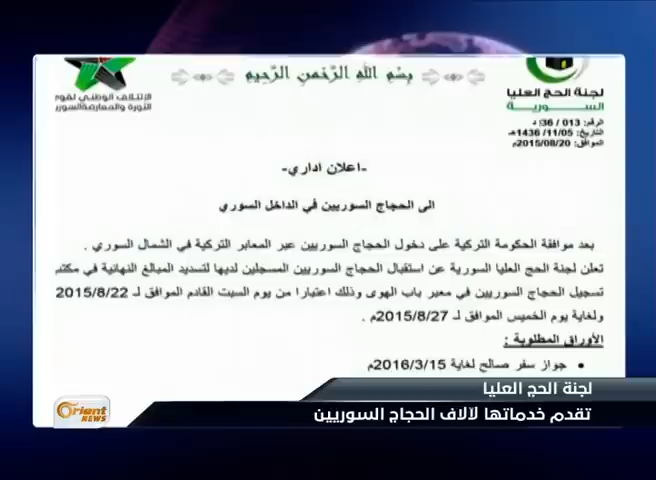 بسم الله الرحمن الرحيم
الائتلاف الوطني لقوى
الثورة والمعارضة السورية
لجنة الحج العليا
السورية
الرقم: 013 /36: د
التاريخ: 1436/11/05هـ
الموافق: 2015/08/20م
-اعلان اداري-
الى الحجاج السوريين في الداخل السوري
بعد موافقة الحكومة التركية على دخول الحجاج السوريين عبر المعابر التركية في الشمال السوري .
تعلن لجنة الحج العليا السورية عن استقبال الحجاج السوريين المسجلين لديها لتسديد المبالغ النهائية في مكتب
تسجيل الحجاج السوريين في معبر باب الهوى وذلك اعتبارا من يوم السبت القادم الموافق لـ 2015/8/22
ولغاية يوم الخميس الموافق لـ 2015/8/27م .
الأوراق المطلوبة :
• جواز سفر صالح لغاية 2016/3/15م
لجنة الحج العليا
تقدم خدماتها لآلاف الحجاج السوريين
Orient
NEWS